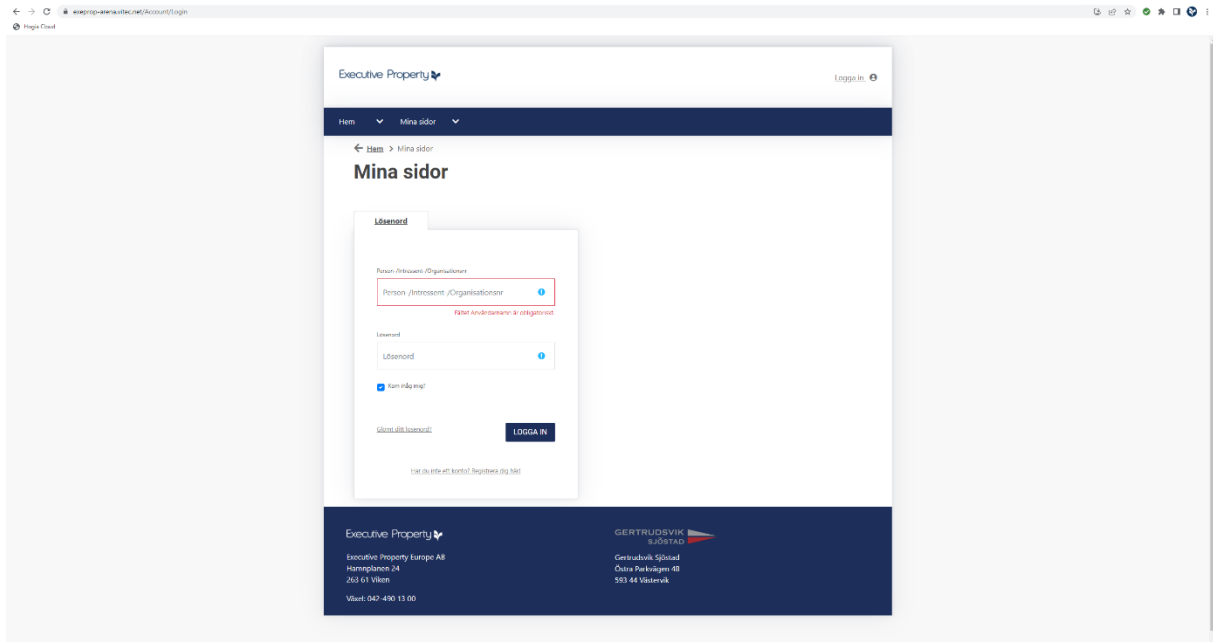 exeprop-arena.vitec.net/Account/Login
Hogia Cloud
Executive Property
Logga in
Hem
Mina sidor
Hem > Mina sidor
Mina sidor
Lösenord
Person-/Intressent-/Organisationsnr
Person-/Intressent-/Organisationsnr
Fältet Användarnamn är obligatoriskt.
Lösenord
Lösenord
Kom ihåg mig?
Glömt ditt lösenord?
LOGGA IN
Har du inte ett konto? Registrera dig här!
Executive Property
Executive Property Europe AB
Hamnplanen 24
263 61 Viken
Växel: 042-490 13 00
GERTRUDSVIK
SJÖSTAD
Gertrudsvik Sjöstad
Östra Parkvägen 48
593 44 Västervik